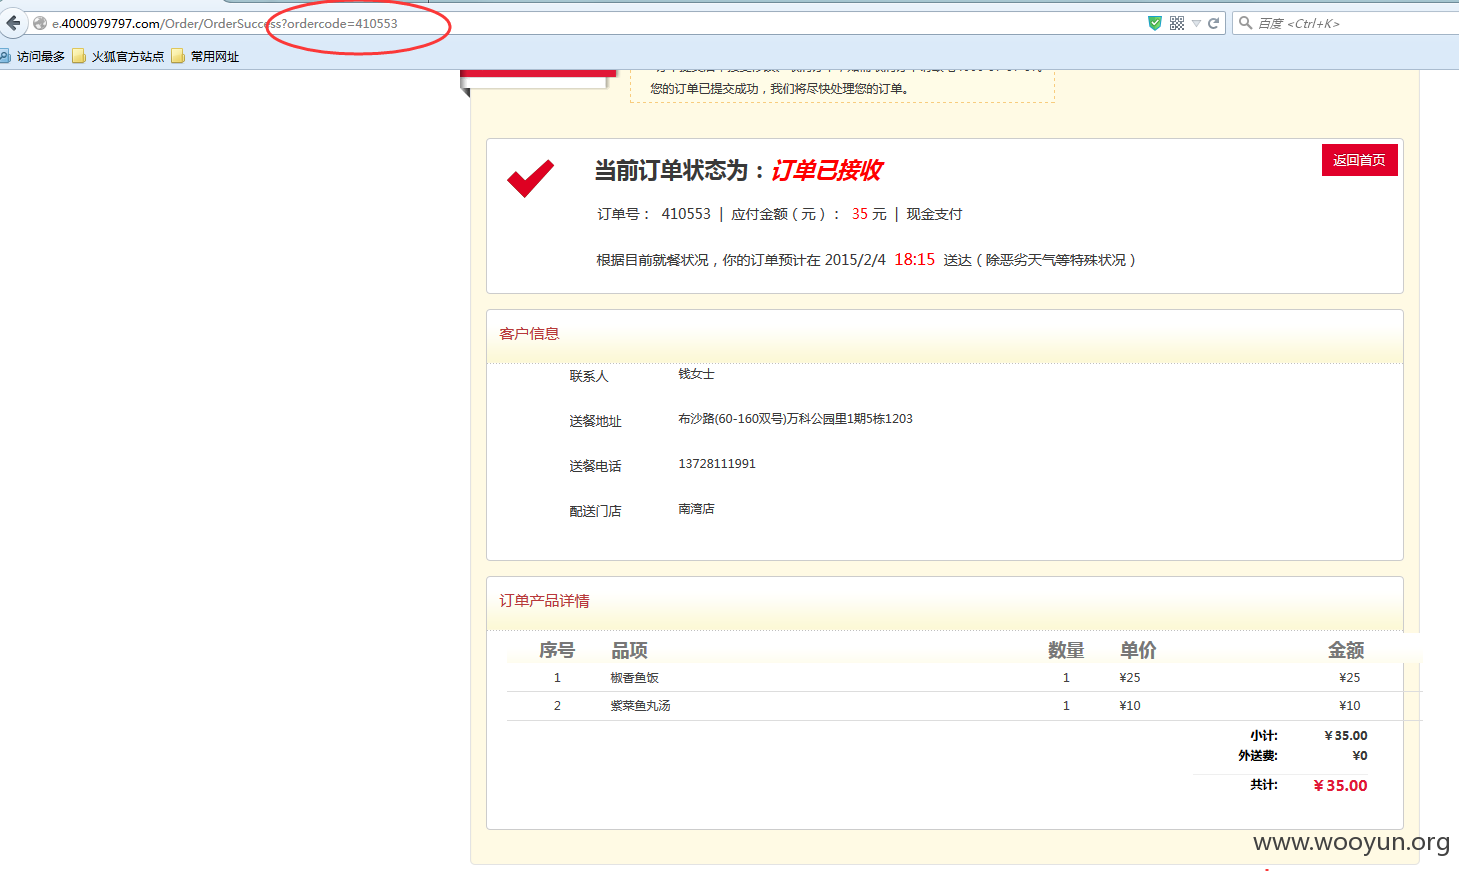 e.4000979797.com/Order/OrderSuccess?ordercode=410553
百度 <Ctrl+K>
访问最多 火狐官方站点 常用网址
您的订单已提交成功，我们将尽快处理您的订单。
当前订单状态为：订单已接收
返回首页
订单号： 410553 | 应付金额（元）： 35 元 | 现金支付
根据目前就餐状况，你的订单预计在 2015/2/4 18:15 送达（除恶劣天气等特殊状况）
客户信息
联系人 钱女士
送餐地址 布沙路(60-160双号)万科公园里1期5栋1203
送餐电话 13728111991
配送门店 南湾店
订单产品详情
序号 品项 数量 单价 金额
1 椒香鱼饭 1 ¥25 ¥25
2 紫菜鱼丸汤 1 ¥10 ¥10
小计: ￥35.00
外送费: ¥0
共计: ￥35.00
www.wooyun.org